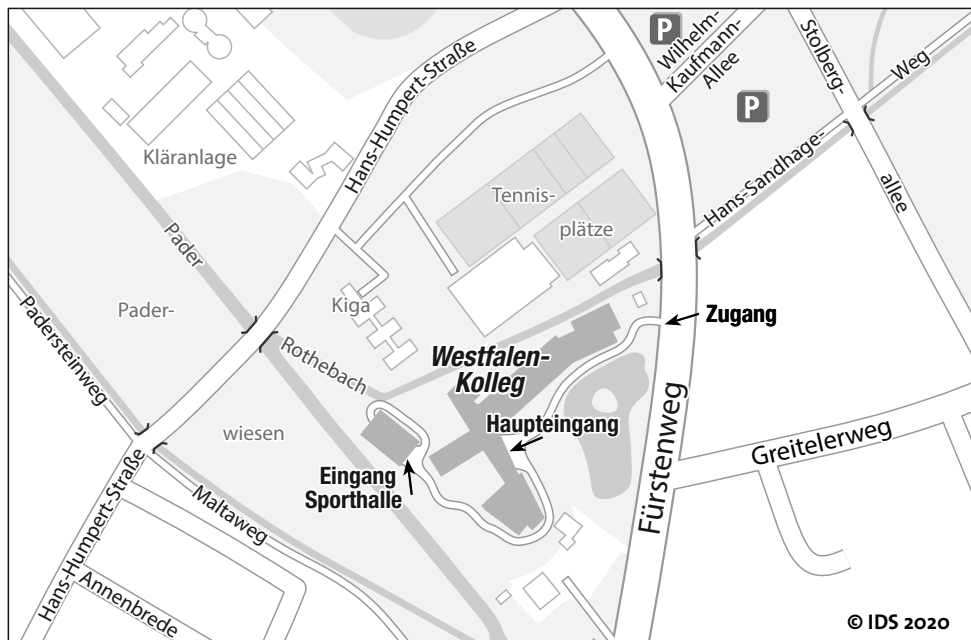 P
Wilhelm-
Kaufmann-
Allee
Stolberg-
allee
P
Hans-Sandhage-
Weg
Hans-Humpert-Straße
Kläranlage
Tennis-
plätze
Pader
Pader-
wiesen
Kiga
Rothebach
Padersteinweg
Zugang
Westfalen-
Kolleg
Haupteingang
Eingang
Sporthalle
Fürstenweg
Greitelerweg
Maltaweg
Hans-Humpert-Straße
Annenbrede
© IDS 2020